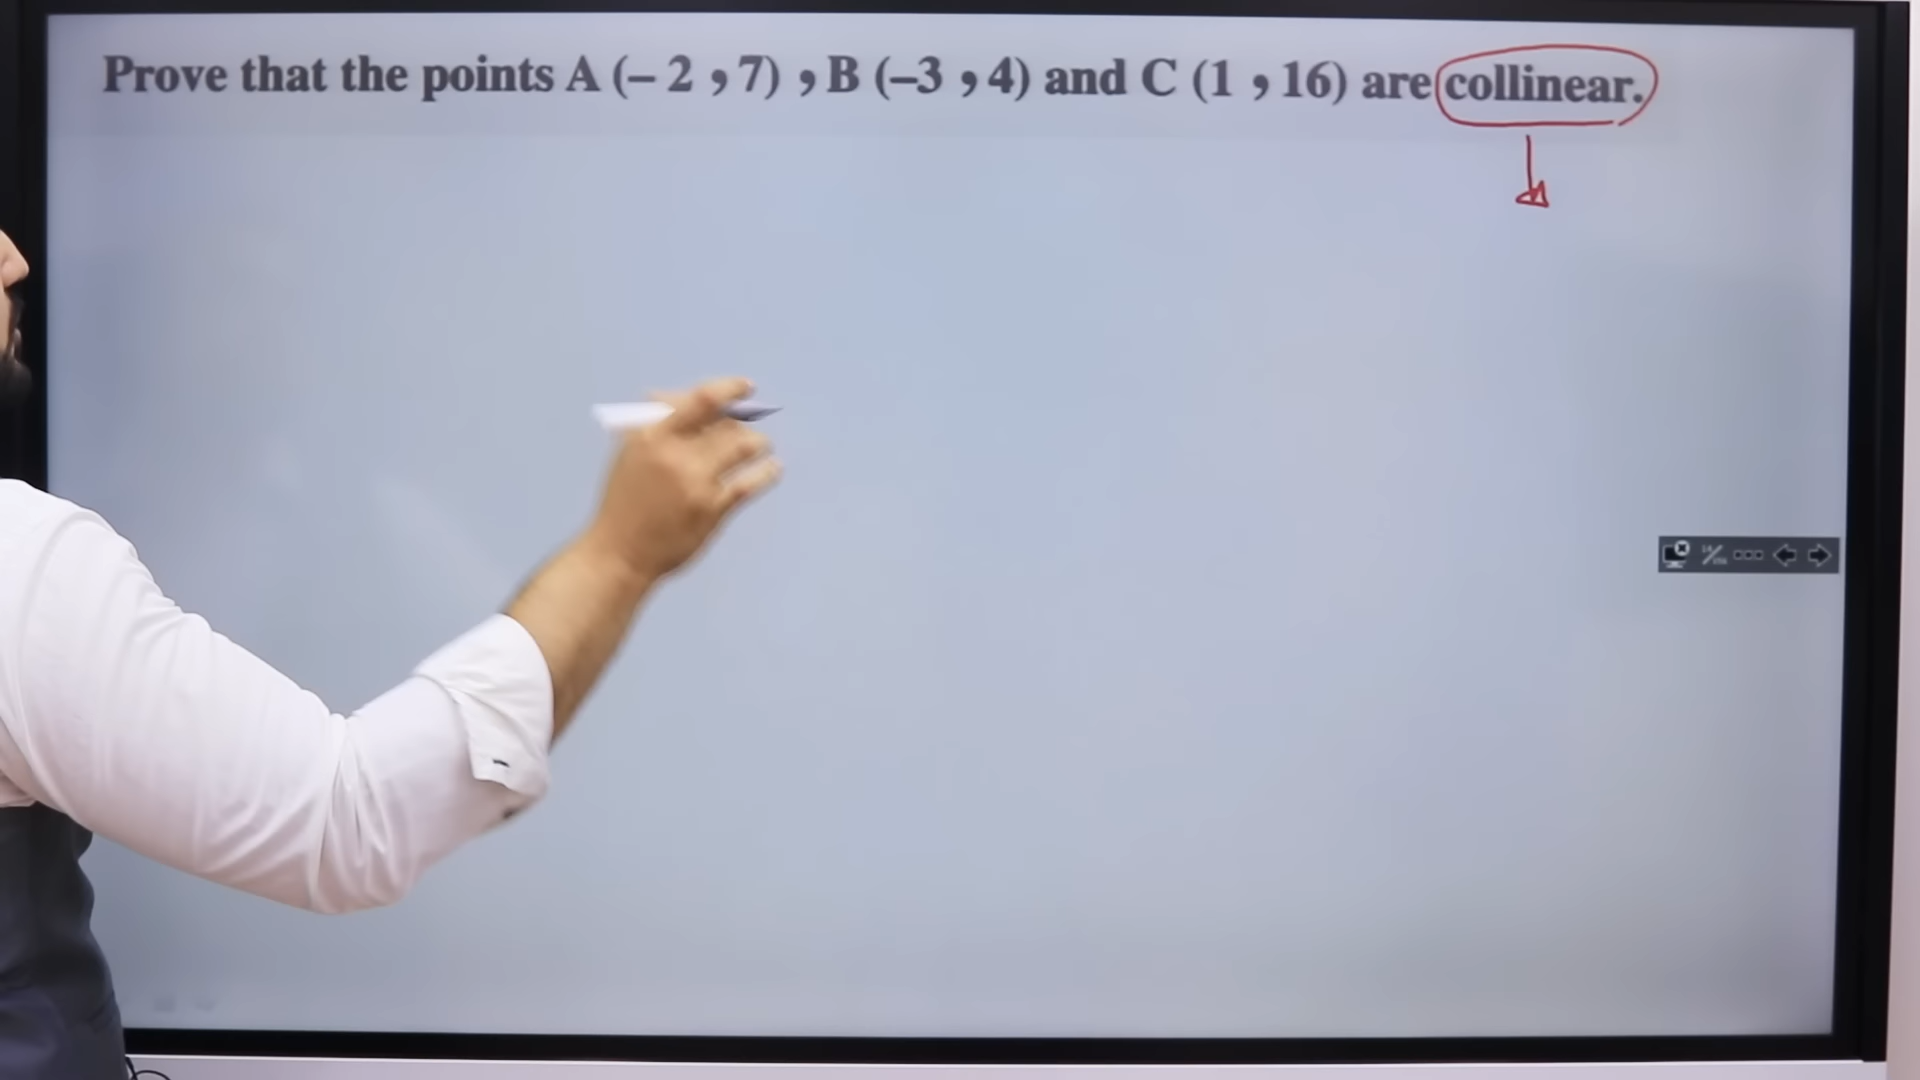 Prove that the points A (– 2 , 7) , B (–3 , 4) and C (1 , 16) are collinear.